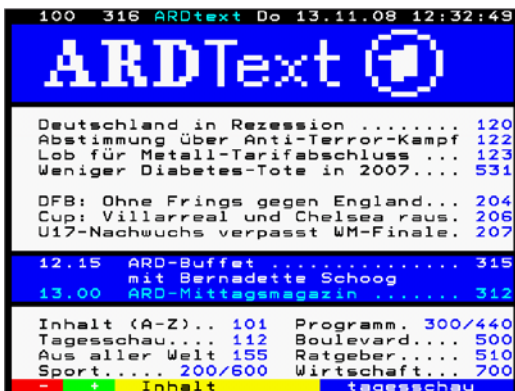 100 316 ARDtext Do 13.11.08 12:32:49
ARDText
Deutschland in Rezession ........ 120
Abstimmung über Anti-Terror-Kampf 122
Lob für Metall-Tarifabschluss ... 123
Weniger Diabetes-Tote in 2007.... 531
DFB: Ohne Frings gegen England... 204
Cup: Villarreal und Chelsea raus. 206
U17-Nachwuchs verpasst WM-Finale. 207
12.15 ARD-Buffet ............... 315
mit Bernadette Schoog
13.00 ARD-Mittagsmagazin ....... 312
Inhalt (A-Z).. 101 Programm. 300/440
Tagesschau.... 112 Boulevard.... 500
Aus aller Welt 155 Ratgeber..... 510
Sport..... 200/600 Wirtschaft... 700
- + Inhalt tagesschau